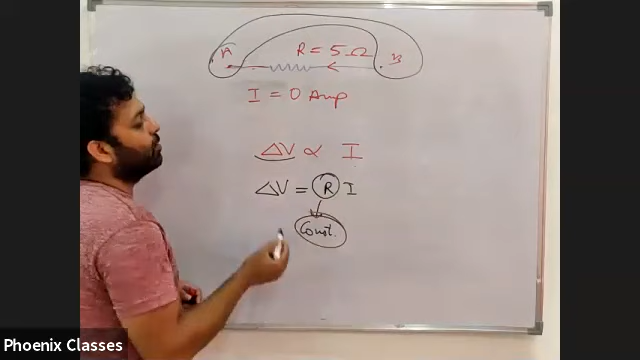 A R = 5Ω B
I = 0 Amp
ΔV ∝ I
ΔV = R I
Const.
Phoenix Classes